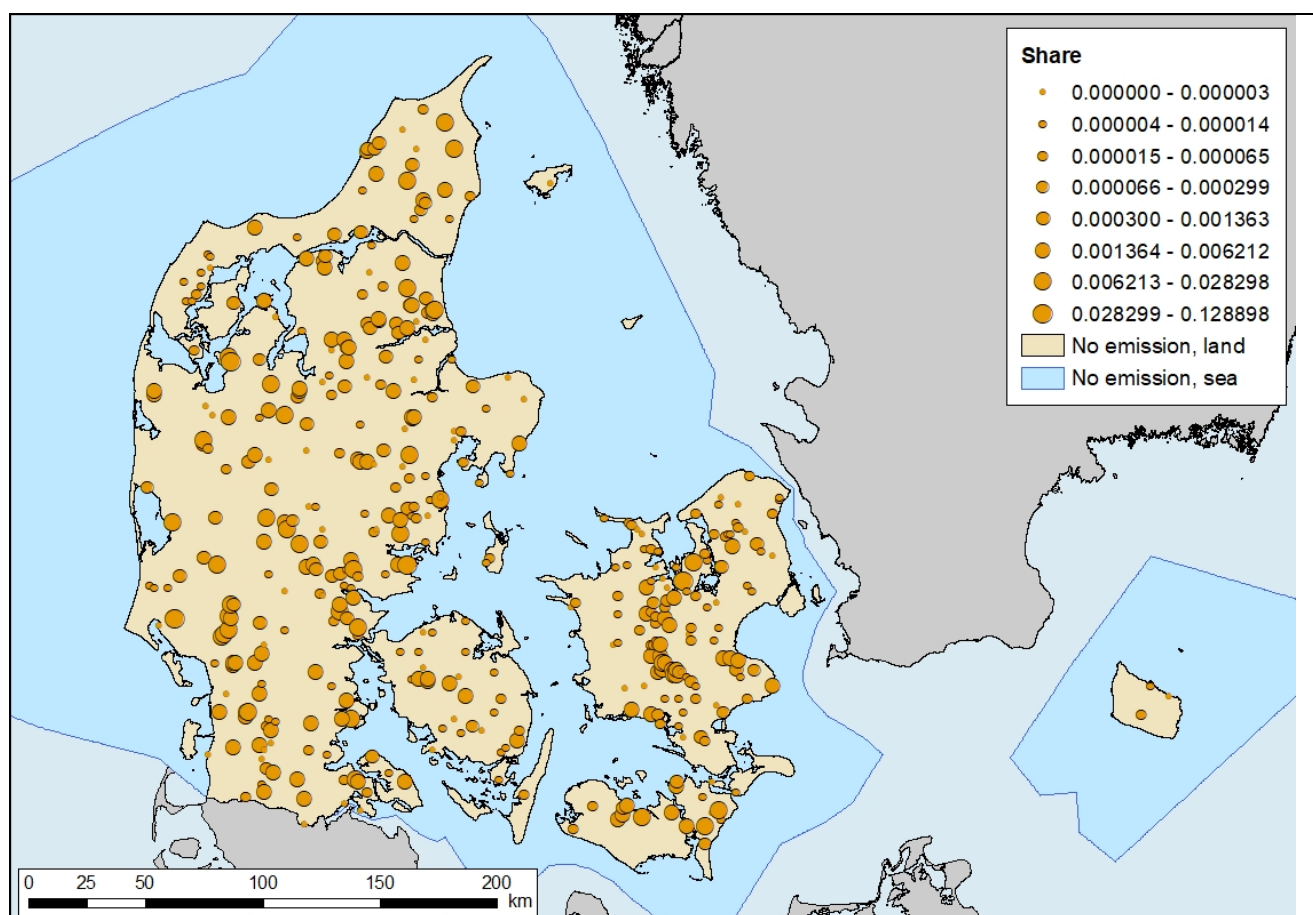 Share
0.000000 - 0.000003
0.000004 - 0.000014
0.000015 - 0.000065
0.000066 - 0.000299
0.000300 - 0.001363
0.001364 - 0.006212
0.006213 - 0.028298
0.028299 - 0.128898
No emission, land
No emission, sea
0 25 50 100 150 200
km